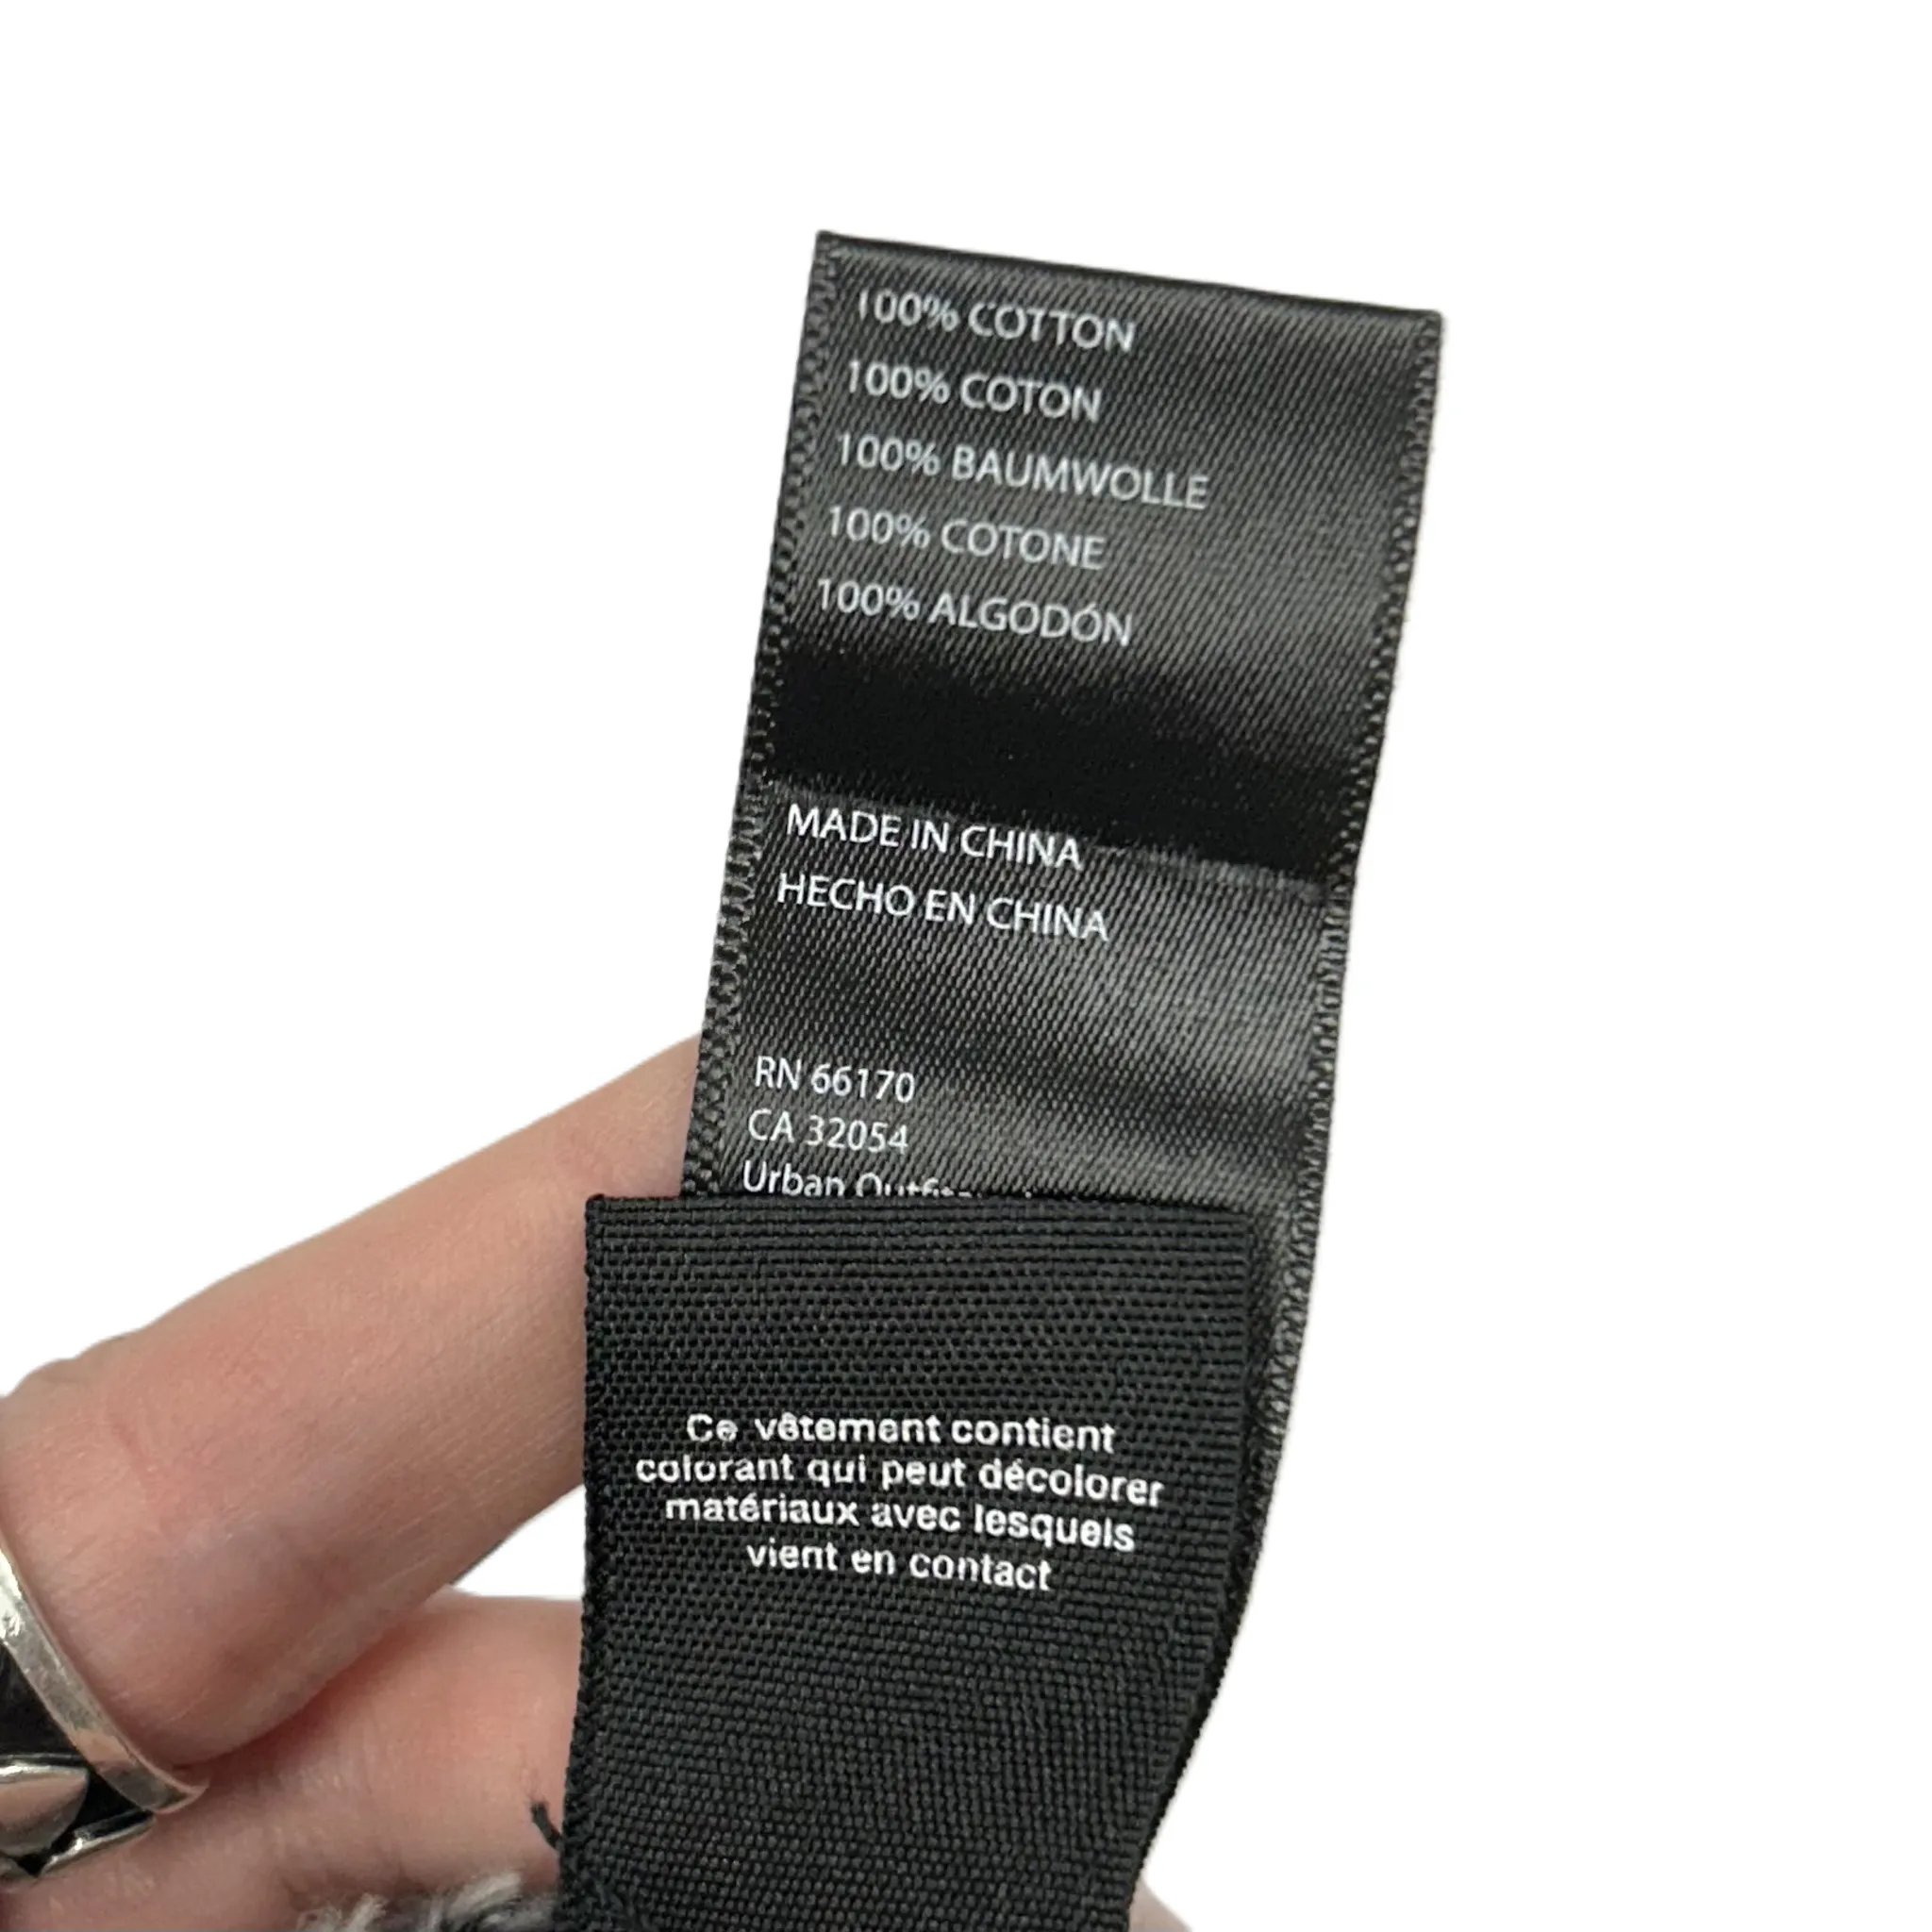 100% COTTON
100% COTON
100% BAUMWOLLE
100% COTONE
100% ALGODÓN
MADE IN CHINA
HECHO EN CHINA
RN 66170
CA 32054
Urban
Ce vêtement contient
colorant qui peut décolorer
matériaux avec lesquels
vient en contact